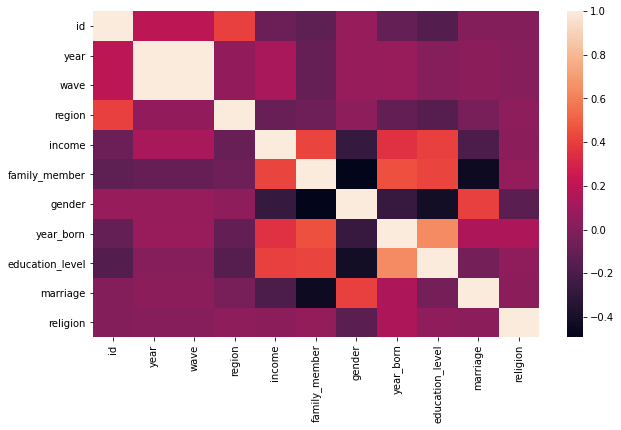 id
year
wave
region
income
family_member
gender
year_born
education_level
marriage
religion
id
year
wave
region
income
family_member
gender
year_born
education_level
marriage
religion
1.0
0.8
0.6
0.4
0.2
0.0
−0.2
−0.4